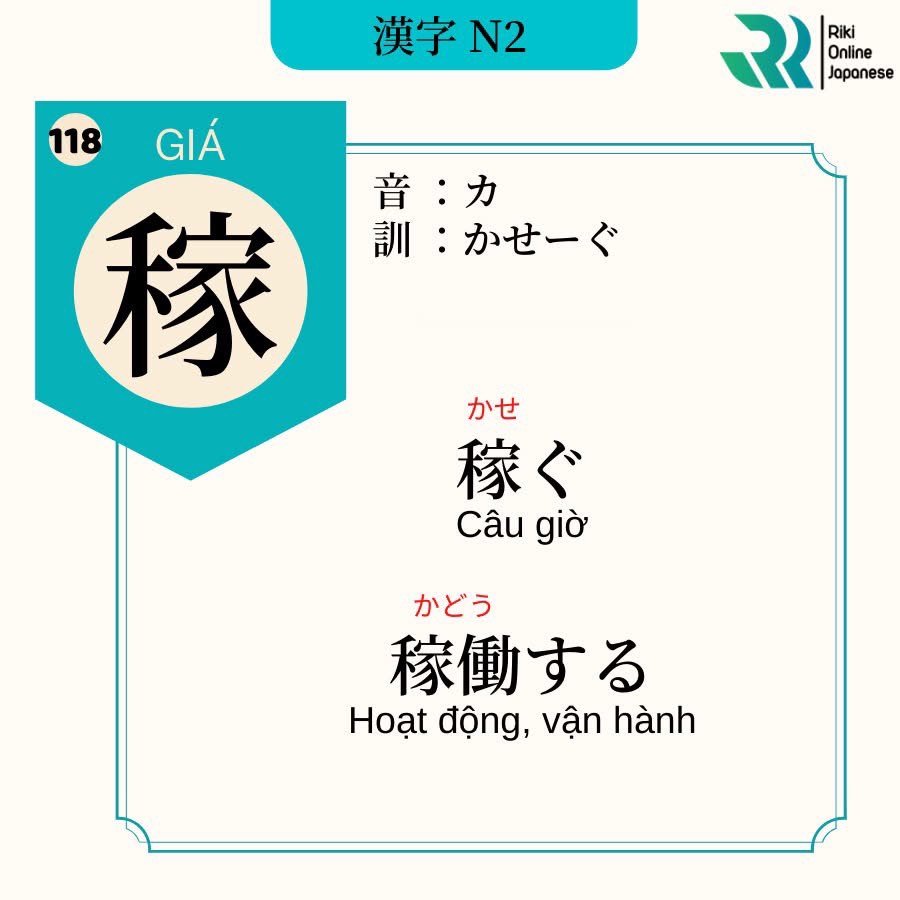 漢字 N2
Riki
Online
Japanese
118
GIÁ
稼
音 ：カ
訓 ：かせーぐ
かせ
稼ぐ
Câu giờ
かどう
稼働する
Hoạt động, vận hành